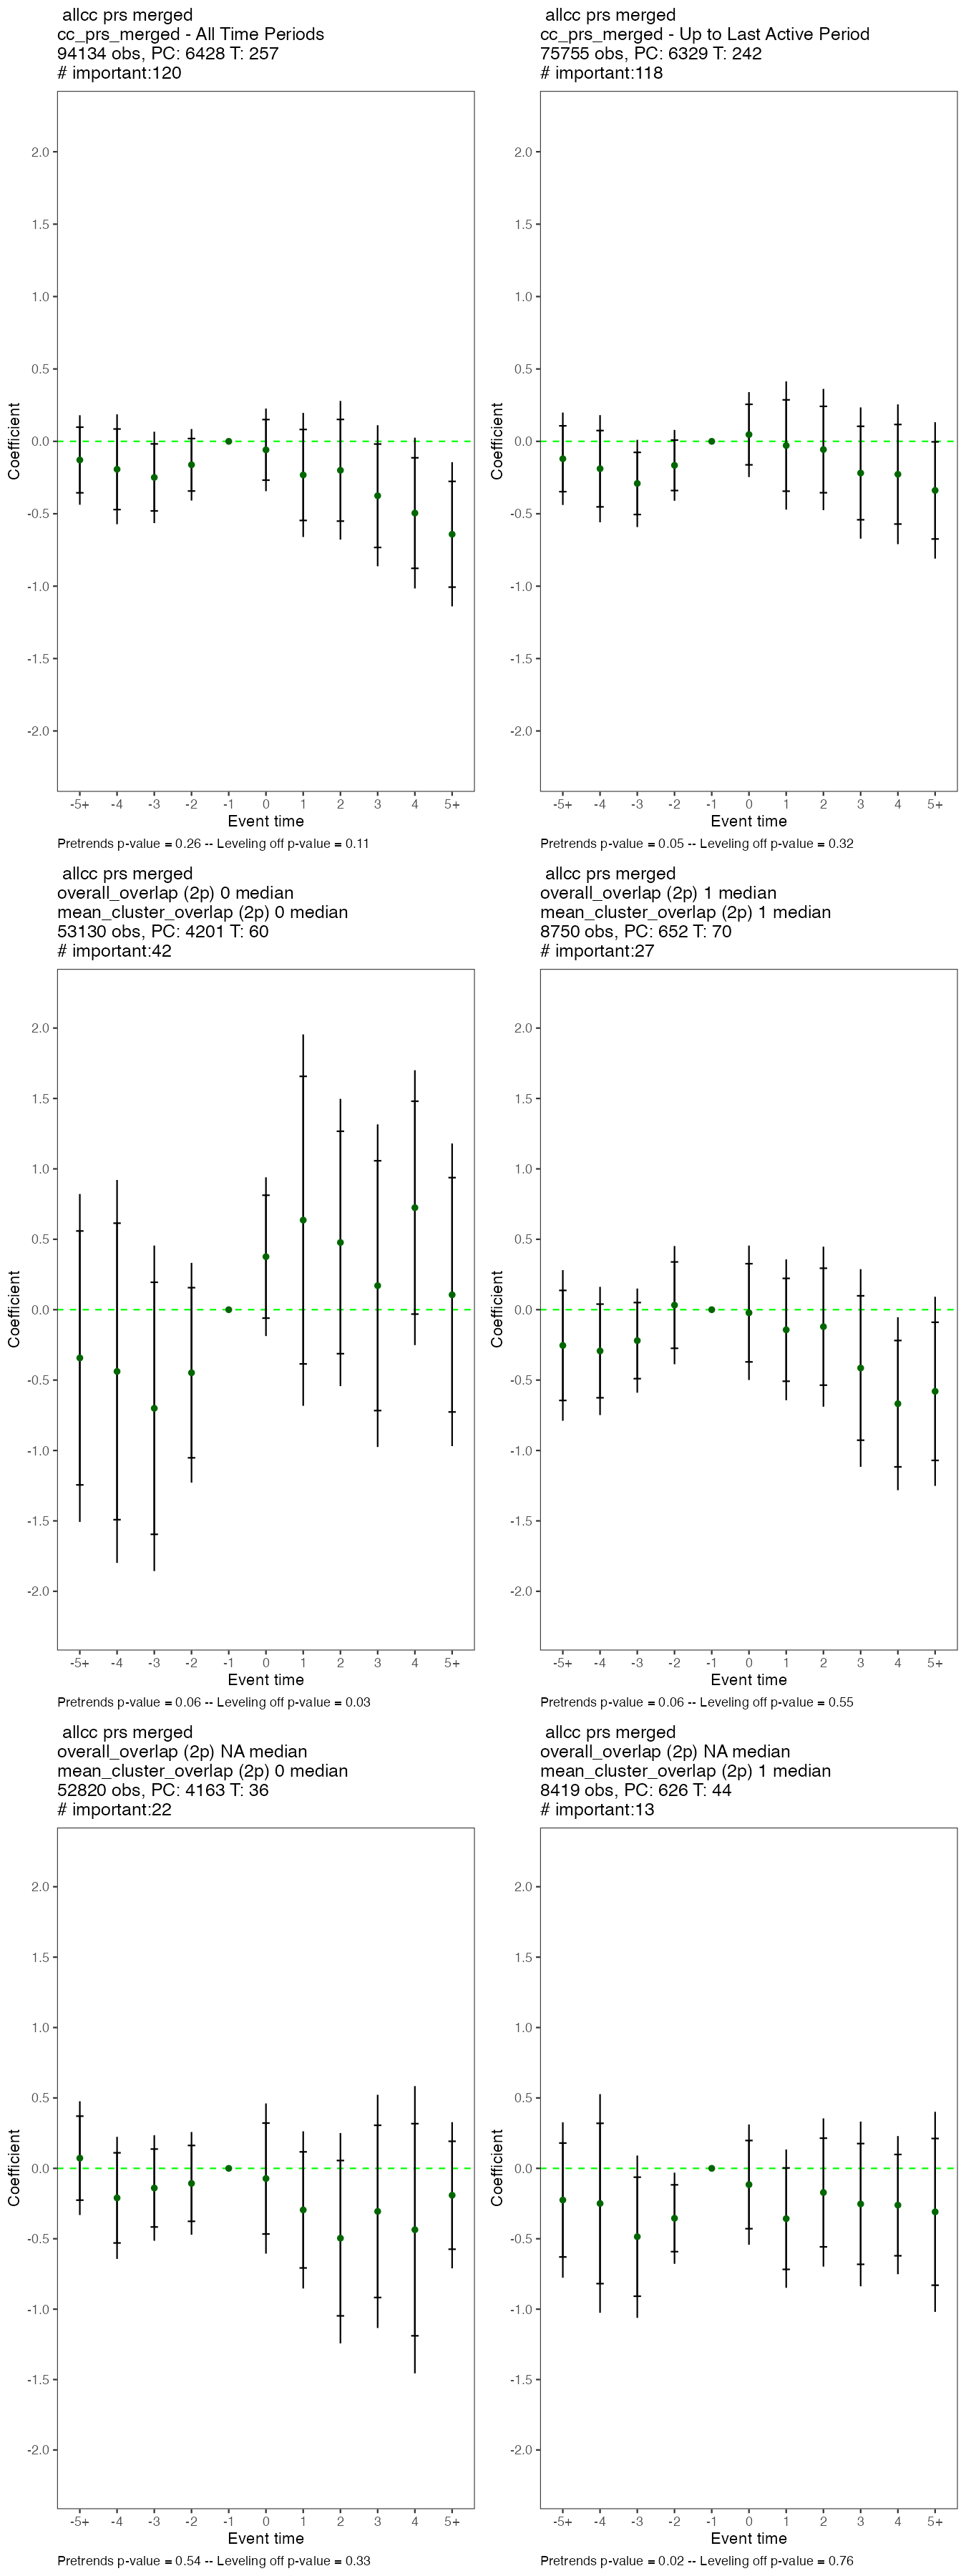 allcc prs merged
cc_prs_merged - All Time Periods
94134 obs, PC: 6428 T: 257
# important:120
Coefficient
2.0
1.5
1.0
0.5
0.0
-0.5
-1.0
-1.5
-2.0
-5+ -4 -3 -2 -1 0 1 2 3 4 5+
Event time
Pretrends p-value = 0.26 -- Leveling off p-value = 0.11
allcc prs merged
cc_prs_merged - Up to Last Active Period
75755 obs, PC: 6329 T: 242
# important:118
Coefficient
2.0
1.5
1.0
0.5
0.0
-0.5
-1.0
-1.5
-2.0
-5+ -4 -3 -2 -1 0 1 2 3 4 5+
Event time
Pretrends p-value = 0.05 -- Leveling off p-value = 0.32
allcc prs merged
overall_overlap (2p) 0 median
mean_cluster_overlap (2p) 0 median
53130 obs, PC: 4201 T: 60
# important:42
Coefficient
2.0
1.5
1.0
0.5
0.0
-0.5
-1.0
-1.5
-2.0
-5+ -4 -3 -2 -1 0 1 2 3 4 5+
Event time
Pretrends p-value = 0.06 -- Leveling off p-value = 0.03
allcc prs merged
overall_overlap (2p) 1 median
mean_cluster_overlap (2p) 1 median
8750 obs, PC: 652 T: 70
# important:27
Coefficient
2.0
1.5
1.0
0.5
0.0
-0.5
-1.0
-1.5
-2.0
-5+ -4 -3 -2 -1 0 1 2 3 4 5+
Event time
Pretrends p-value = 0.06 -- Leveling off p-value = 0.55
allcc prs merged
overall_overlap (2p) NA median
mean_cluster_overlap (2p) 0 median
52820 obs, PC: 4163 T: 36
# important:22
Coefficient
2.0
1.5
1.0
0.5
0.0
-0.5
-1.0
-1.5
-2.0
-5+ -4 -3 -2 -1 0 1 2 3 4 5+
Event time
Pretrends p-value = 0.54 -- Leveling off p-value = 0.33
allcc prs merged
overall_overlap (2p) NA median
mean_cluster_overlap (2p) 1 median
8419 obs, PC: 626 T: 44
# important:13
Coefficient
2.0
1.5
1.0
0.5
0.0
-0.5
-1.0
-1.5
-2.0
-5+ -4 -3 -2 -1 0 1 2 3 4 5+
Event time
Pretrends p-value = 0.02 -- Leveling off p-value = 0.76